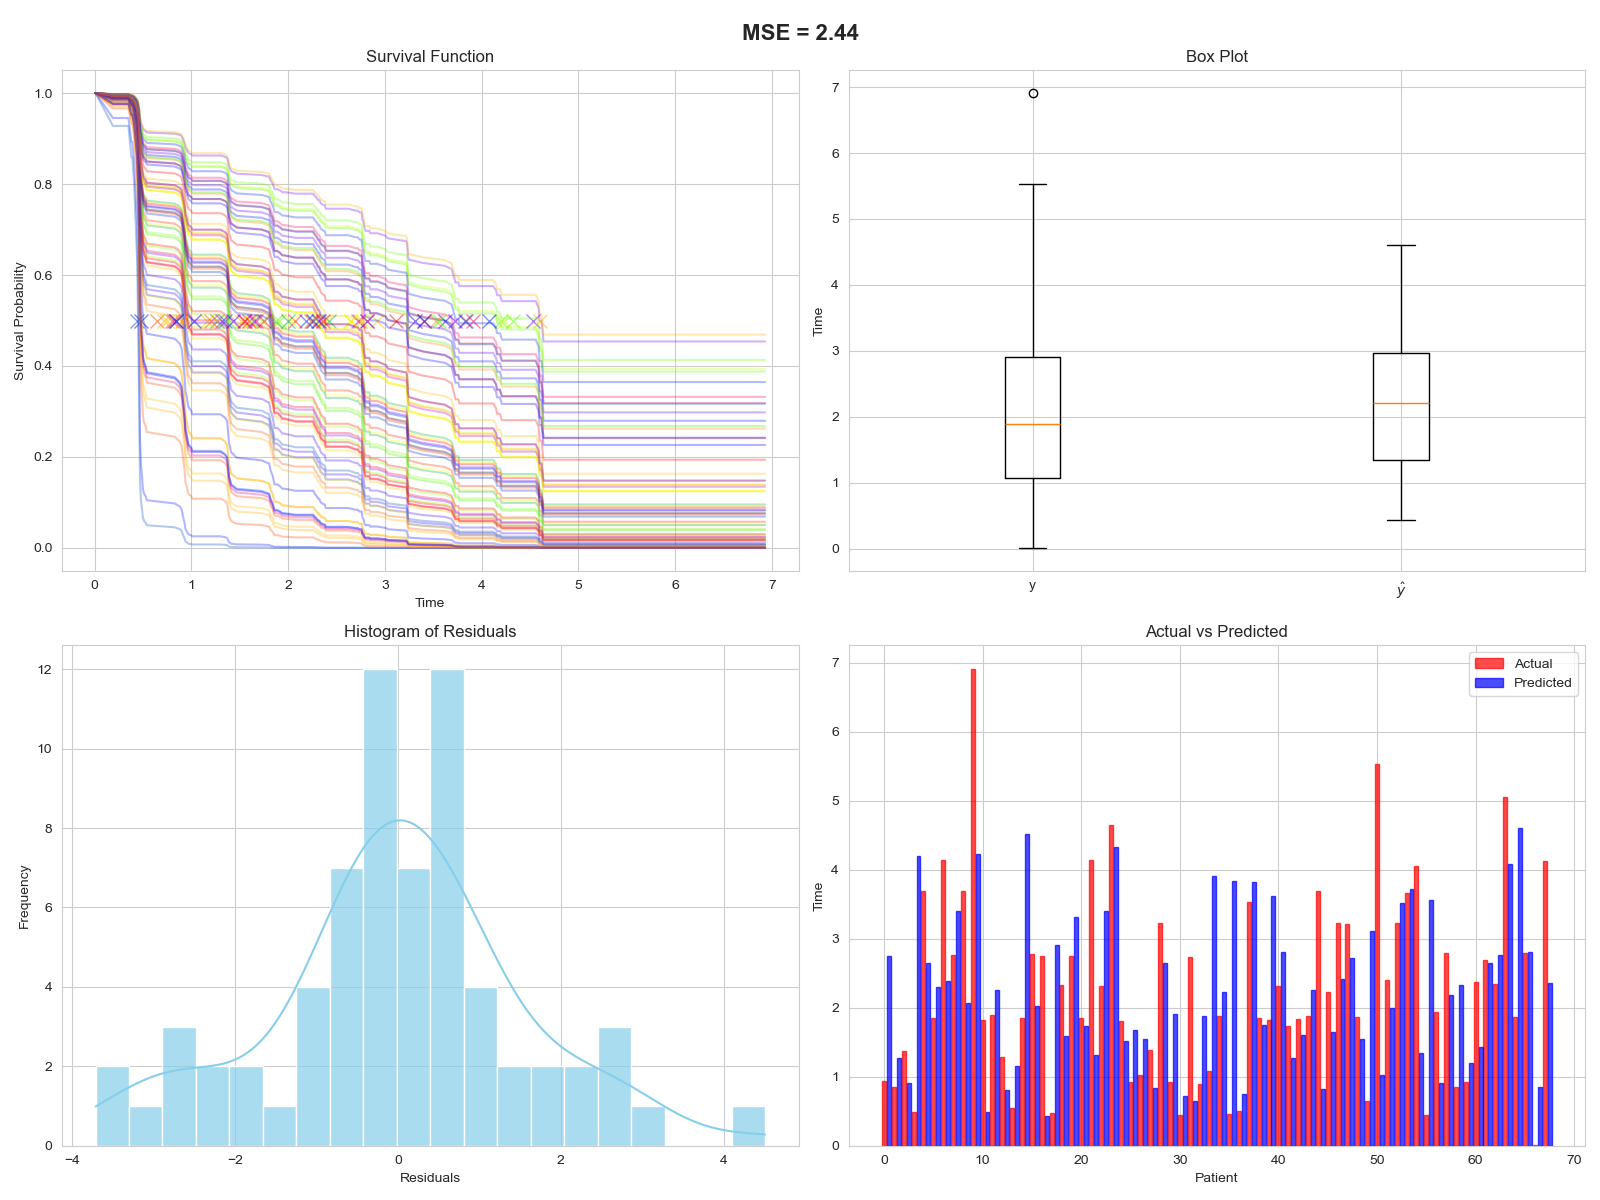 MSE = 2.44
Survival Function
Survival Probability
1.0
0.8
0.6
0.4
0.2
0.0
0 1 2 3 4 5 6 7
Time
Box Plot
Time
7
6
5
4
3
2
1
0
y ŷ
Histogram of Residuals
Frequency
12
10
8
6
4
2
0
−4 −2 0 2 4
Residuals
Actual vs Predicted
Actual
Predicted
Time
7
6
5
4
3
2
1
0
0 10 20 30 40 50 60 70
Patient